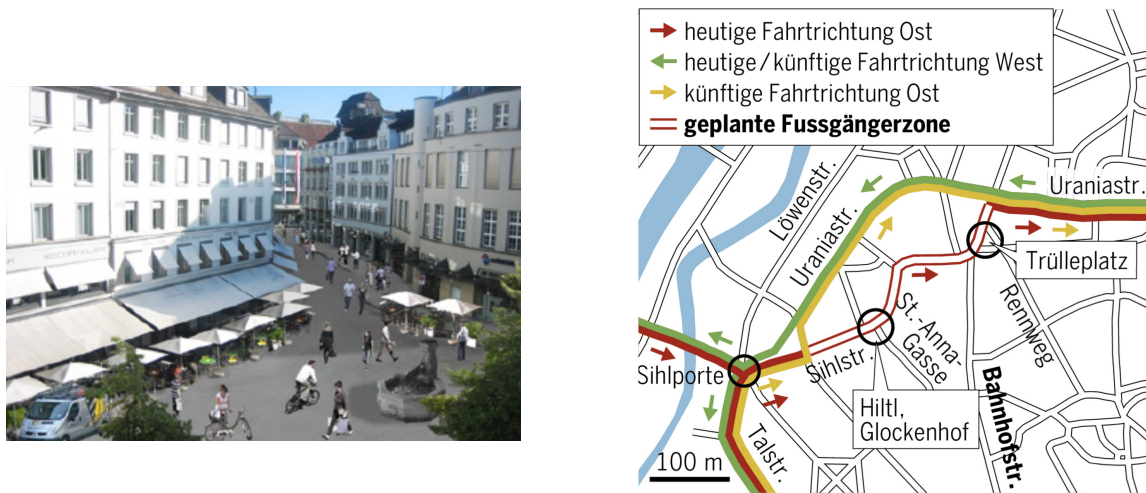 heutige Fahrtrichtung Ost
heutige/künftige Fahrtrichtung West
künftige Fahrtrichtung Ost
geplante Fussgängerzone
Löwenstr.
Uraniastr.
Uraniastr.
Trülleplatz
Rennweg
St.-Anna-
Gasse
Sihlstr.
Sihlporte
Bahnhofstr.
Hiltl,
Glockenhof
Talstr.
100 m